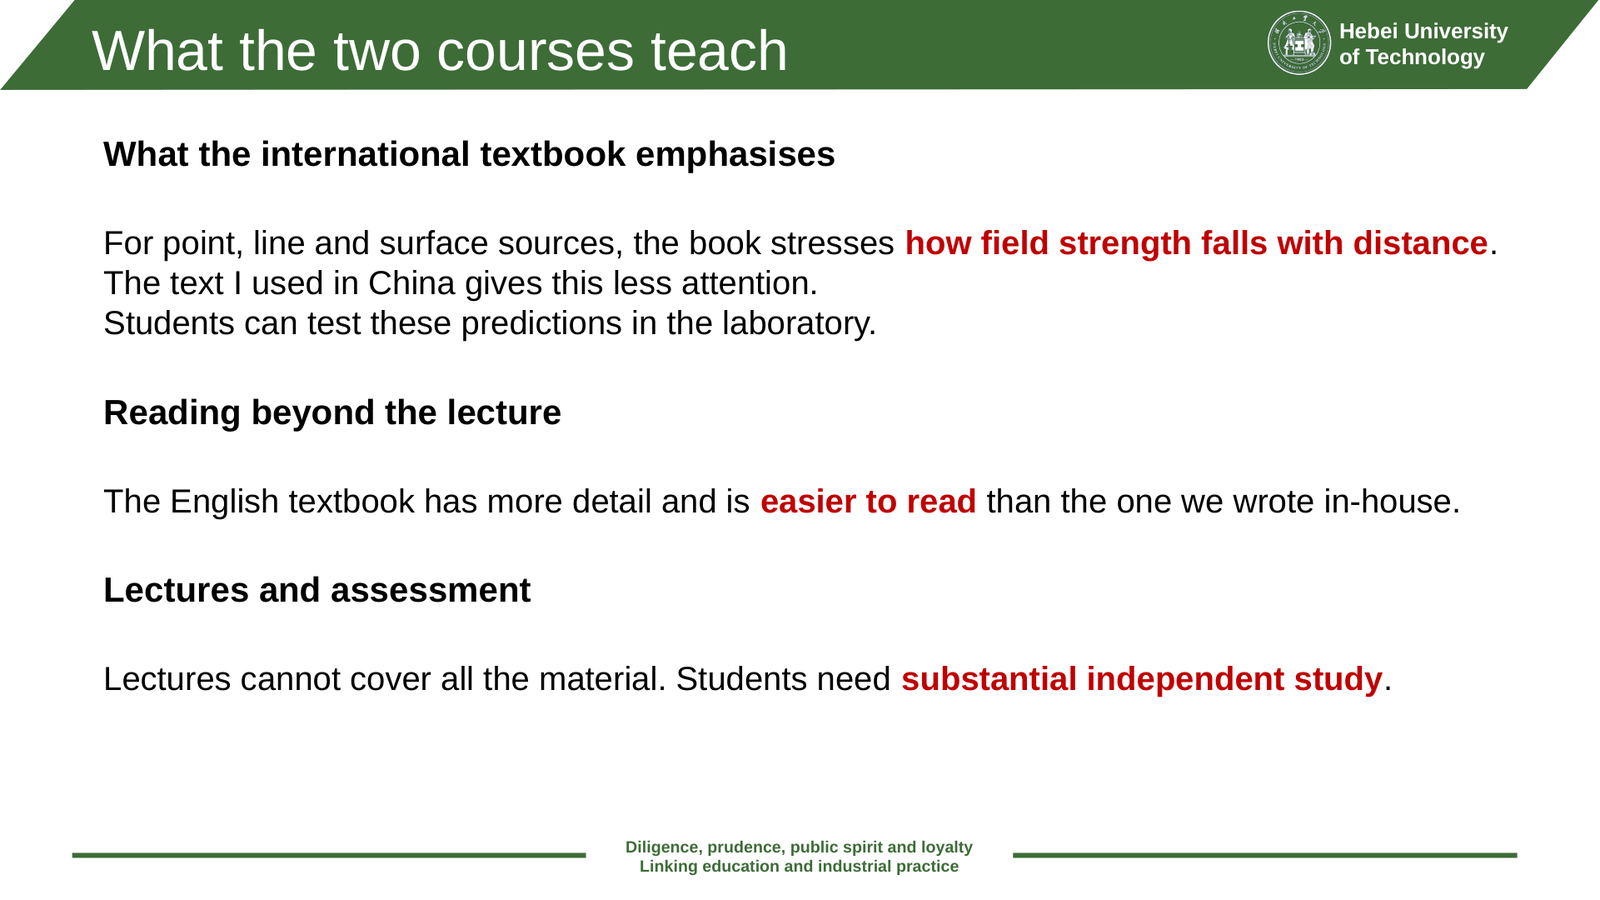 What the two courses teach
Hebei University
of Technology
What the international textbook emphasises
For point, line and surface sources, the book stresses how field strength falls with distance.
The text I used in China gives this less attention.
Students can test these predictions in the laboratory.
Reading beyond the lecture
The English textbook has more detail and is easier to read than the one we wrote in-house.
Lectures and assessment
Lectures cannot cover all the material. Students need substantial independent study.
Diligence, prudence, public spirit and loyalty
Linking education and industrial practice